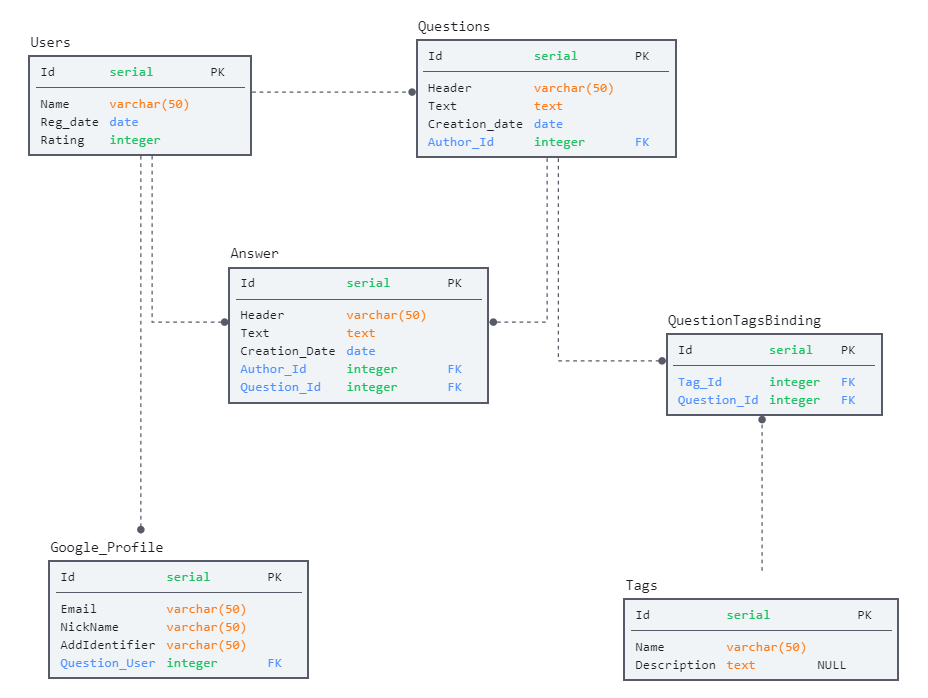 Users
Id serial PK
Name varchar(50)
Reg_date date
Rating integer
Questions
Id serial PK
Header varchar(50)
Text text
Creation_date date
Author_Id integer FK
Answer
Id serial PK
Header varchar(50)
Text text
Creation_Date date
Author_Id integer FK
Question_Id integer FK
QuestionTagsBinding
Id serial PK
Tag_Id integer FK
Question_Id integer FK
Google_Profile
Id serial PK
Email varchar(50)
NickName varchar(50)
AddIdentifier varchar(50)
Question_User integer FK
Tags
Id serial PK
Name varchar(50)
Description text NULL